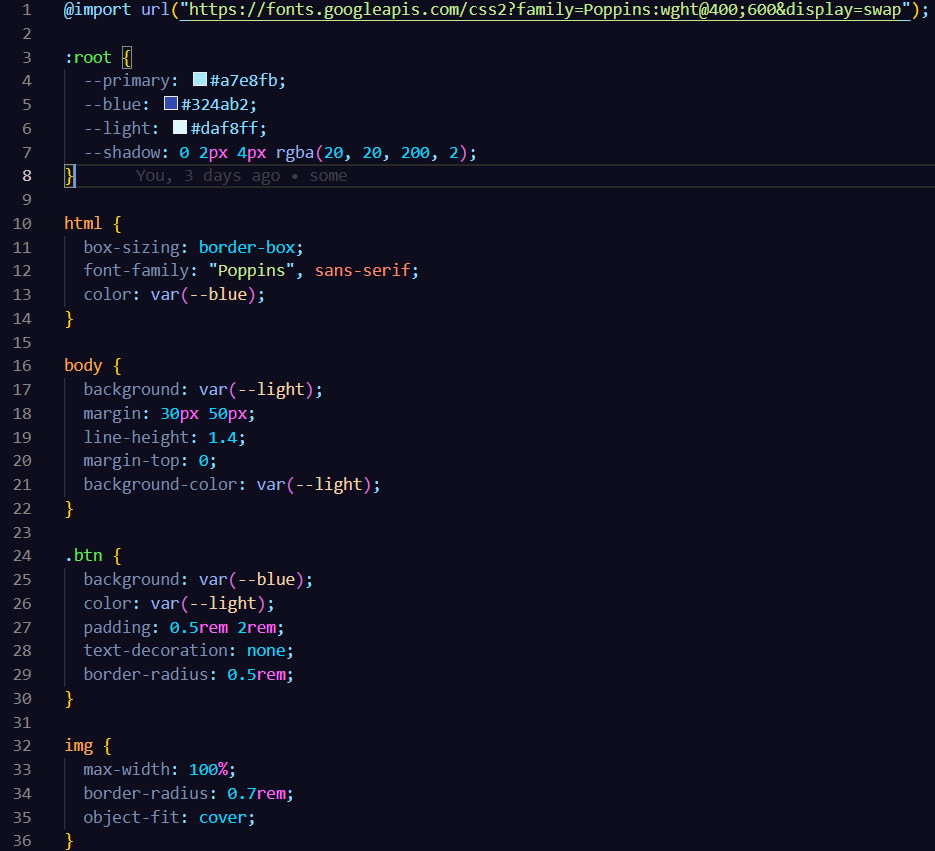 1 @import url("https://fonts.googleapis.com/css2?family=Poppins:wght@400;600&display=swap");
2
3 :root {
4 --primary: #a7e8fb;
5 --blue: #324ab2;
6 --light: #daf8ff;
7 --shadow: 0 2px 4px rgba(20, 20, 200, 2);
8 } You, 3 days ago • some
9
10 html {
11 box-sizing: border-box;
12 font-family: "Poppins", sans-serif;
13 color: var(--blue);
14 }
15
16 body {
17 background: var(--light);
18 margin: 30px 50px;
19 line-height: 1.4;
20 margin-top: 0;
21 background-color: var(--light);
22 }
23
24 .btn {
25 background: var(--blue);
26 color: var(--light);
27 padding: 0.5rem 2rem;
28 text-decoration: none;
29 border-radius: 0.5rem;
30 }
31
32 img {
33 max-width: 100%;
34 border-radius: 0.7rem;
35 object-fit: cover;
36 }